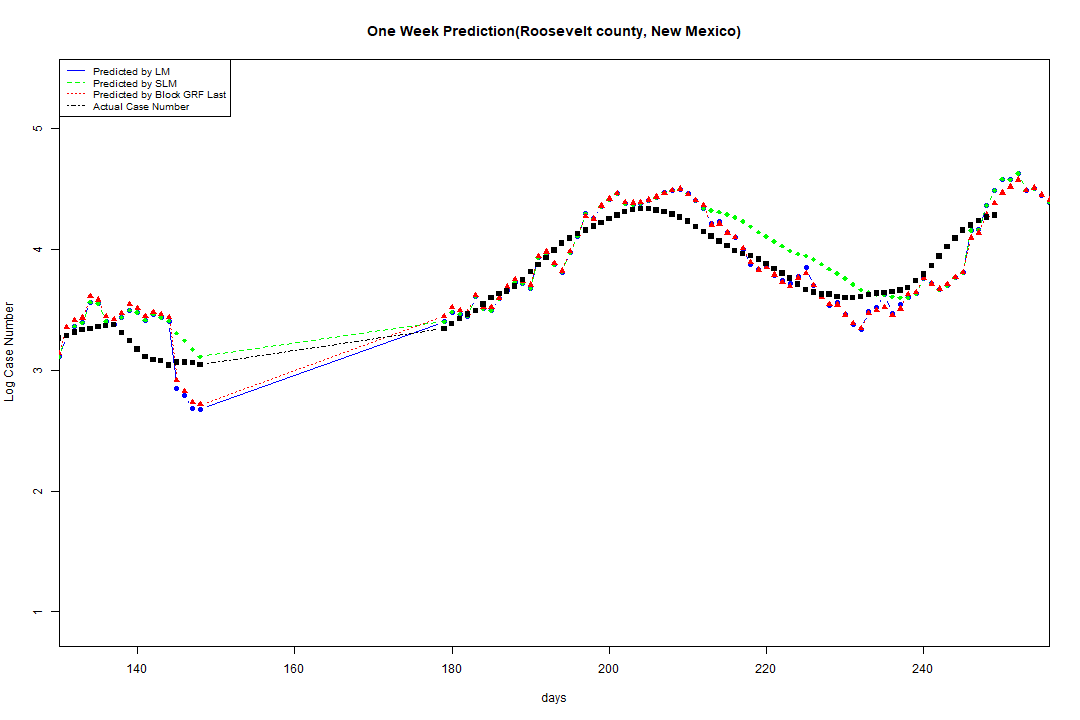 One Week Prediction(Roosevelt county, New Mexico)
Predicted by LM
Predicted by SLM
Predicted by Block GRF Last
Actual Case Number
5
4
3
2
1
Log Case Number
140 160 180 200 220 240
days